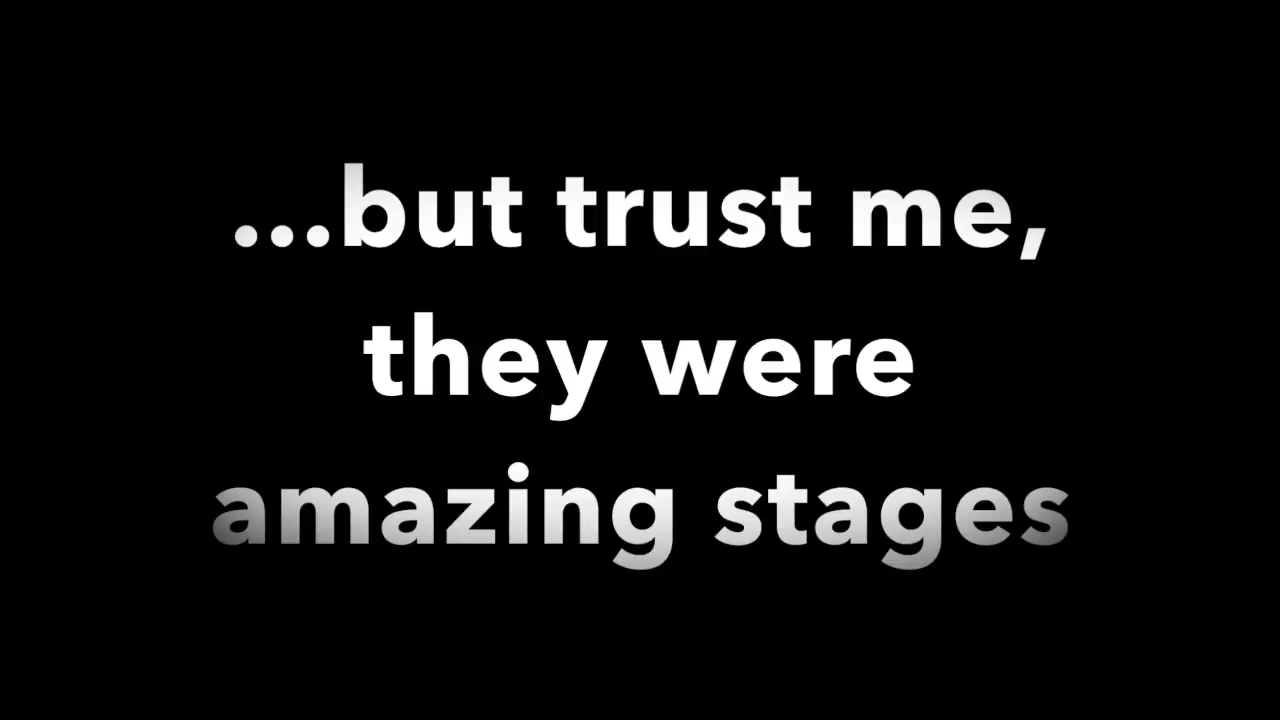 ...but trust me,
they were
amazing stages